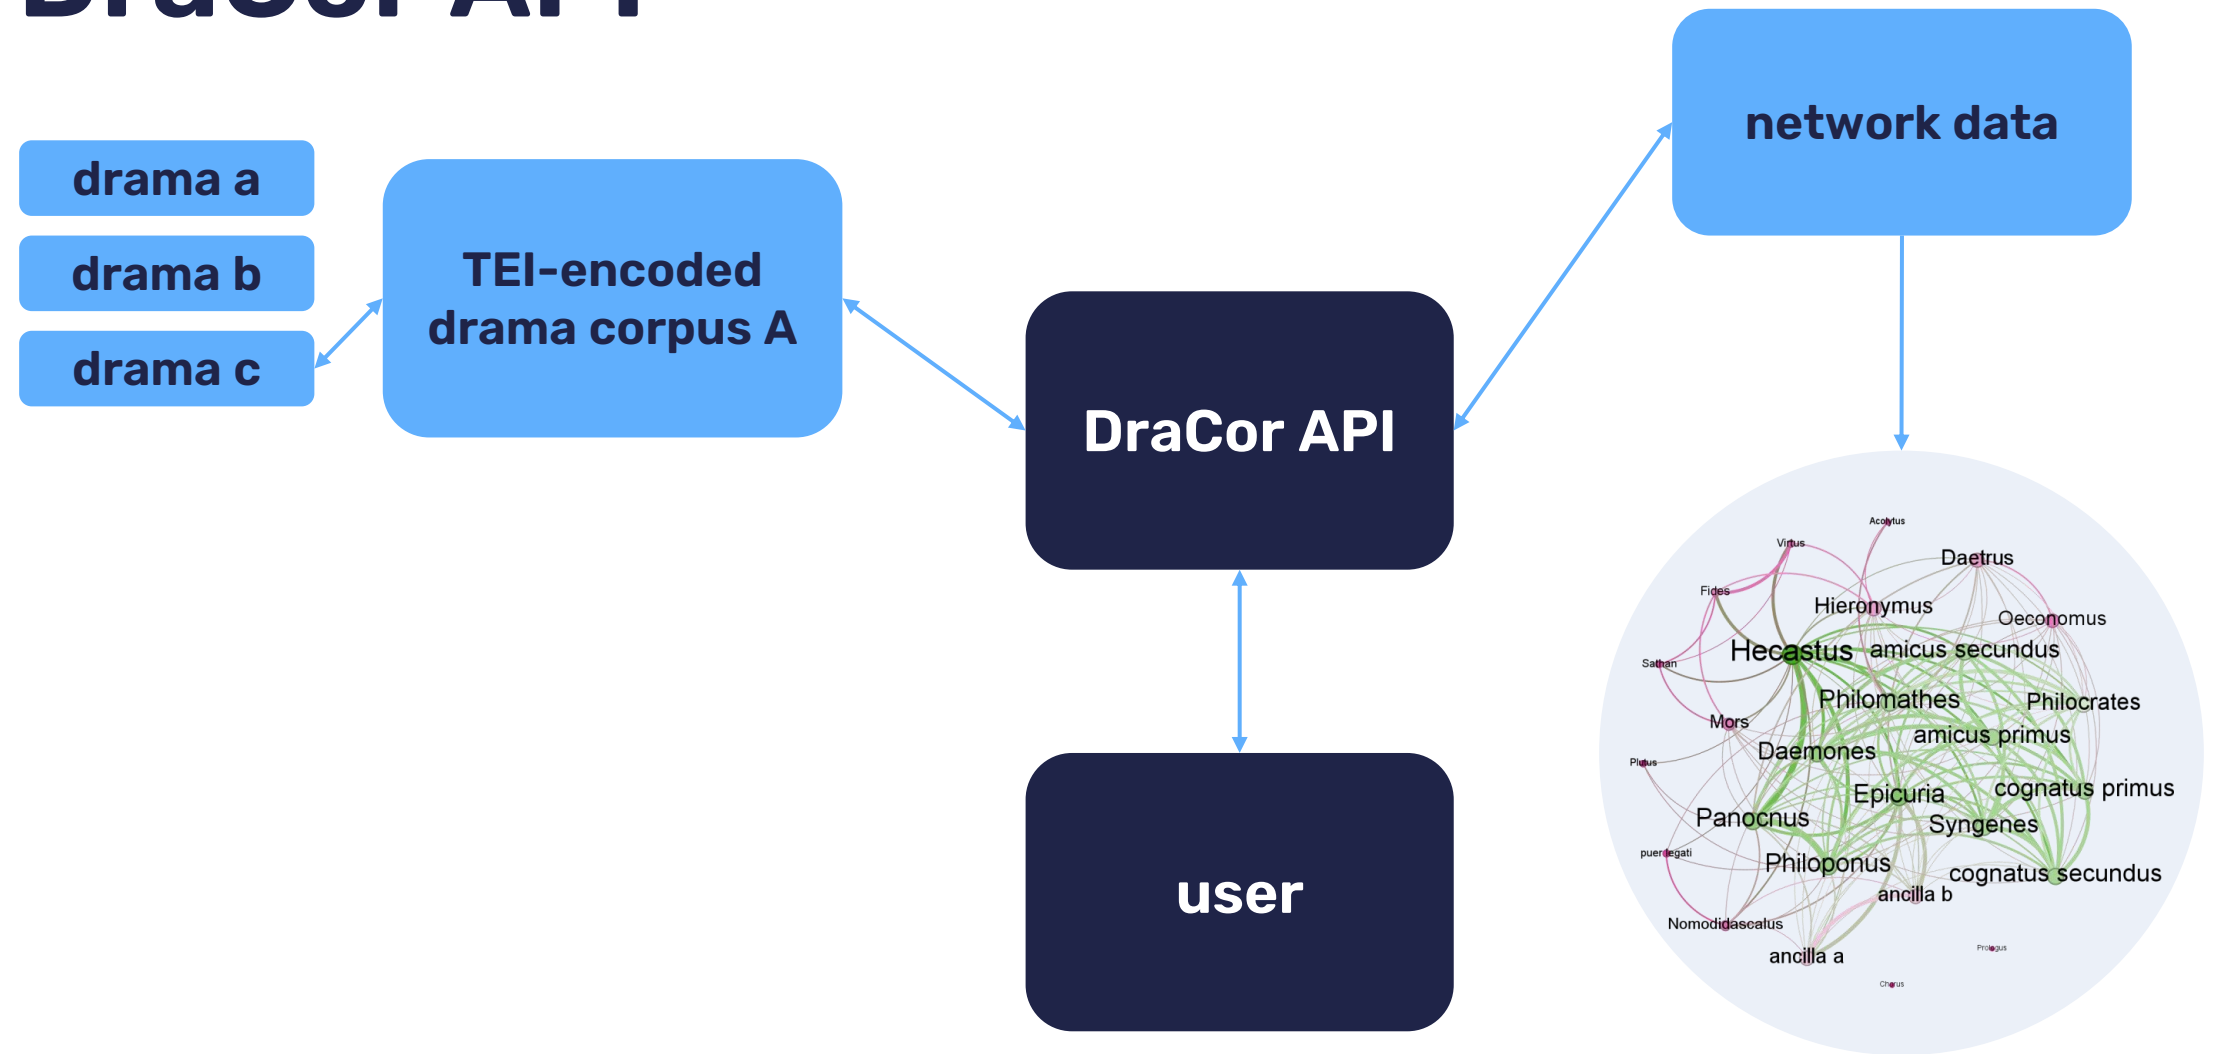 DraCor API
drama a
drama b
drama c
TEI-encoded
drama corpus A
DraCor API
user
network data
Acolytus
Virtus
Daetrus
Fides
Hieronymus
Oeconomus
Hecastus
amicus secundus
Sathan
Philomathes
Philocrates
Mors
amicus primus
Daemones
Plutus
cognatus primus
Epicuria
Panocnus
Syngenes
puer legati
Philoponus
cognatus secundus
ancilla b
Nomodidascalus
ancilla a
Prologus
Chorus